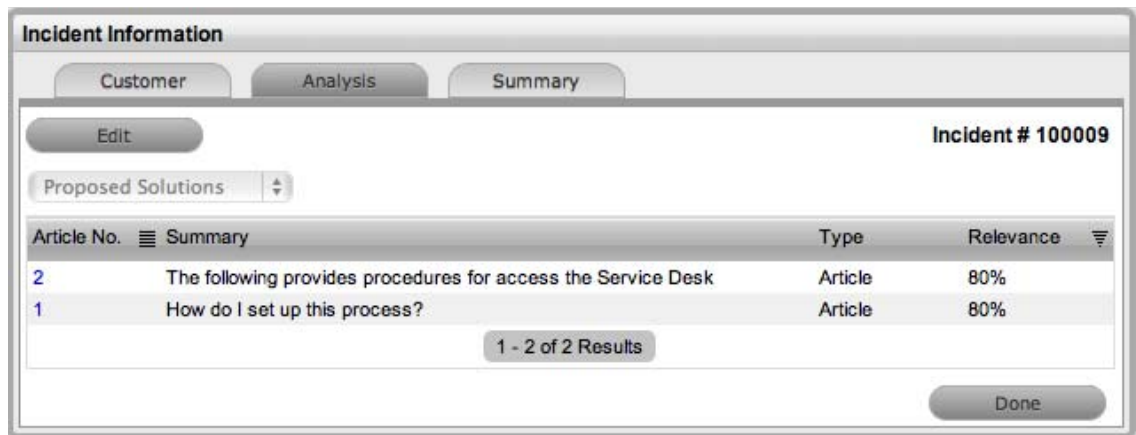 Incident Information
Customer Analysis Summary
Edit Incident # 100009
Proposed Solutions
Article No. Summary Type Relevance
2 The following provides procedures for access the Service Desk Article 80%
1 How do I set up this process? Article 80%
1 - 2 of 2 Results
Done